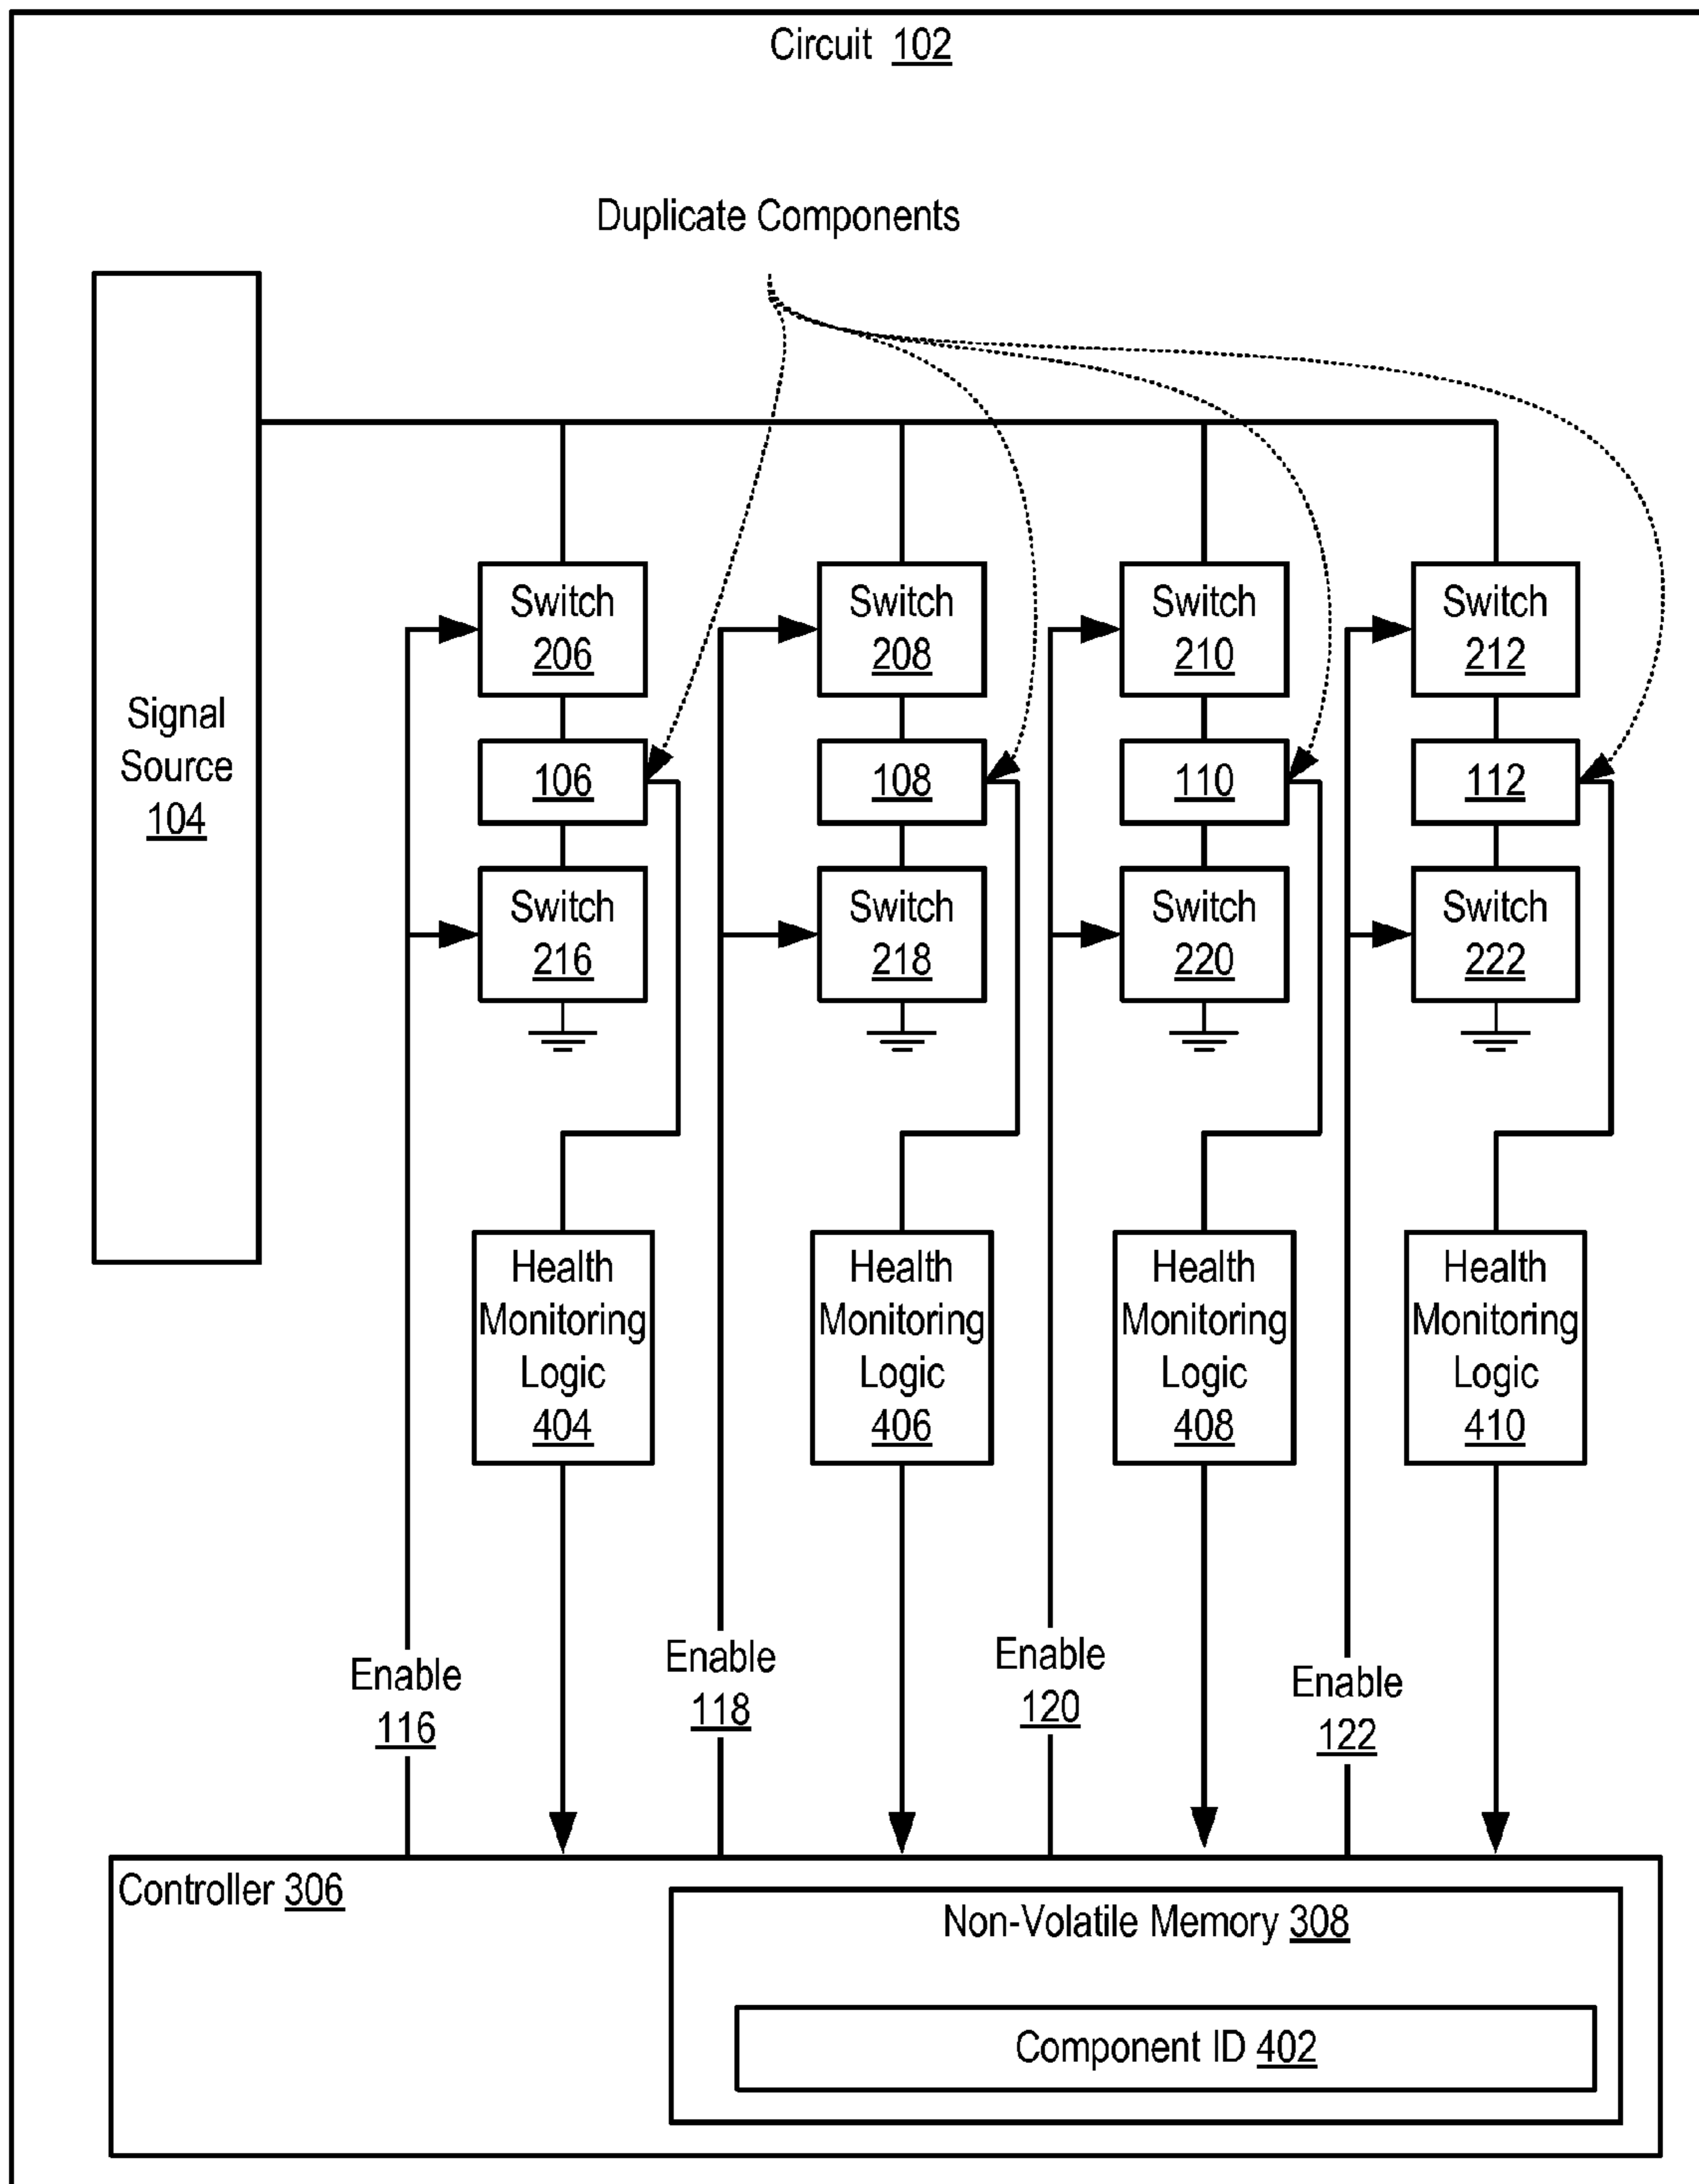 Circuit 102
Duplicate Components
Signal
Source
104
Switch
206
Switch
208
Switch
210
Switch
212
106
108
110
112
Switch
216
Switch
218
Switch
220
Switch
222
Health
Monitoring
Logic
404
Health
Monitoring
Logic
406
Health
Monitoring
Logic
408
Health
Monitoring
Logic
410
Enable
116
Enable
118
Enable
120
Enable
122
Controller 306
Non-Volatile Memory 308
Component ID 402